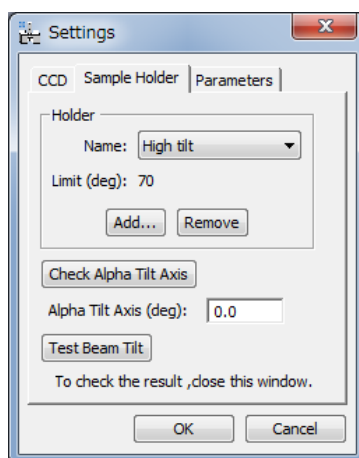 Settings
CCD Sample Holder Parameters
Holder
Name: High tilt
Limit (deg): 70
Add... Remove
Check Alpha Tilt Axis
Alpha Tilt Axis (deg): 0.0
Test Beam Tilt
To check the result ,close this window.
OK Cancel